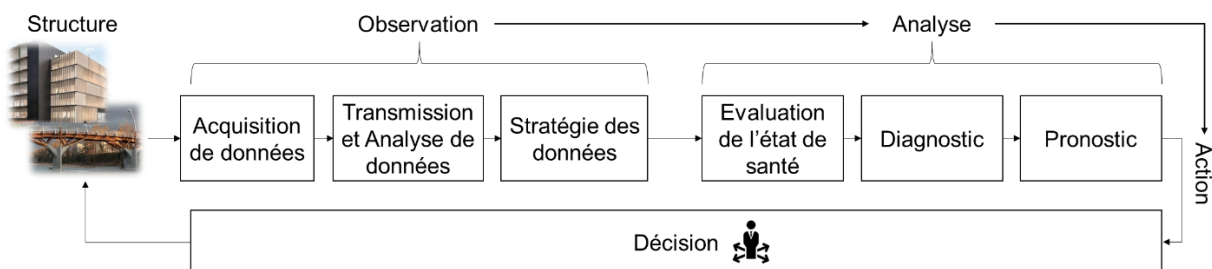 Structure
Observation
Analyse
Acquisition
de données
Transmission
et Analyse de
données
Stratégie des
données
Evaluation
de l'état de
santé
Diagnostic
Pronostic
Action
Décision